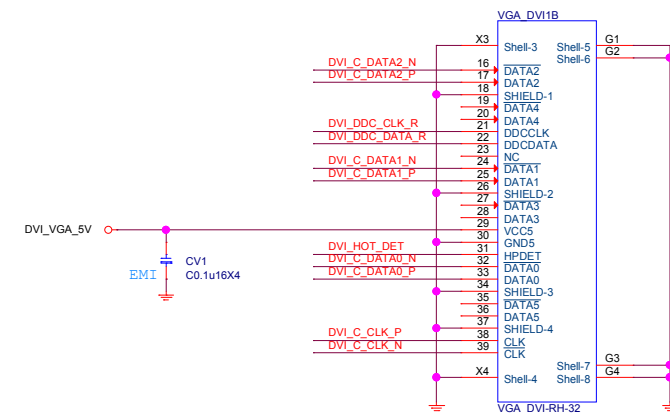 VGA_DVI1B
X3 Shell-3 Shell-5 G1
Shell-6 G2
DVI_C_DATA2_N 16 DATA2
DVI_C_DATA2_P 17 DATA2
18 SHIELD-1
19 DATA4
20 DATA4
DVI_DDC_CLK_R 21 DDCCLK
DVI_DDC_DATA_R 22 DDCDATA
23 NC
DVI_C_DATA1_N 24 DATA1
DVI_C_DATA1_P 25 DATA1
26 SHIELD-2
27 DATA3
28 DATA3
DVI_VGA_5V 29 VCC5
30 GND5
DVI_HOT_DET 31 HPDET
DVI_C_DATA0_N 32 DATA0
DVI_C_DATA0_P 33 DATA0
CV1
EMI C0.1u16X4
34 SHIELD-3
35 DATA5
36 DATA5
37 SHIELD-4
DVI_C_CLK_P 38 CLK
DVI_C_CLK_N 39 CLK
Shell-7 G3
X4 Shell-4 Shell-8 G4
VGA_DVI-RH-32